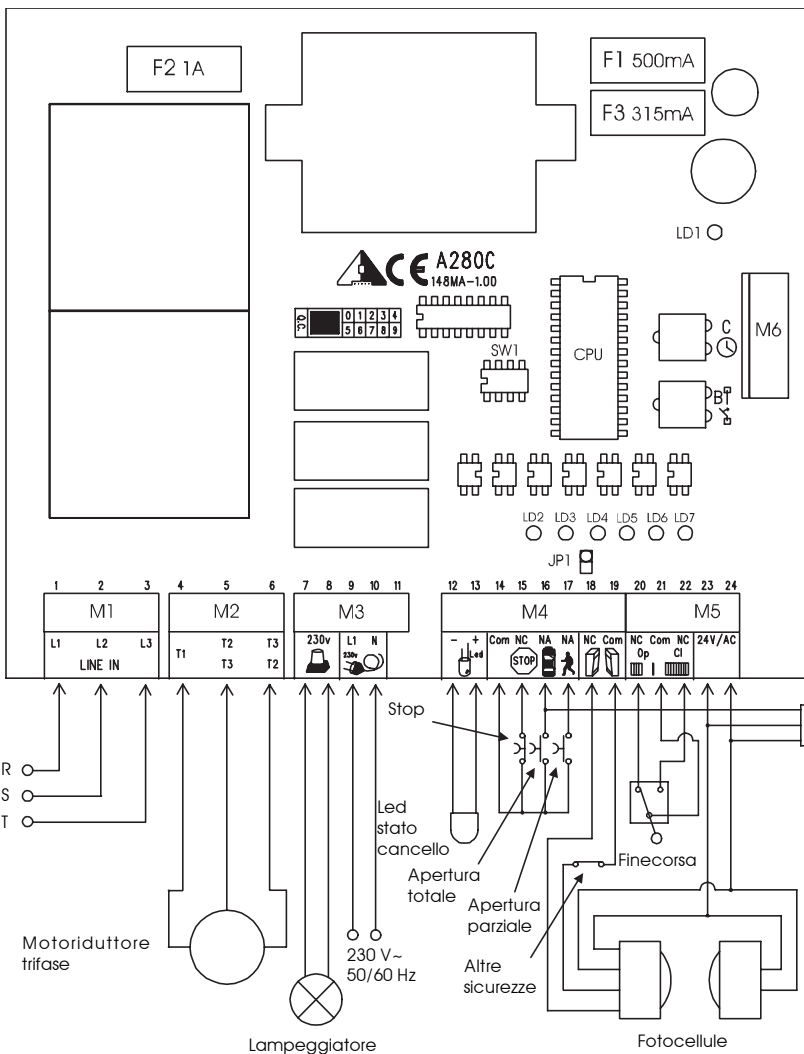 F2 1A
F1 500mA
F3 315mA
LD1
CE A280C
148MA-1.00
Q.C.
0 1 2 3 4
5 6 7 8 9
SW1
CPU
C
M6
B
LD2 LD3 LD4 LD5 LD6 LD7
JP1
1 2 3 4 5 6 7 8 9 10 11 12 13 14 15 16 17 18 19 20 21 22 23 24
M1 M2 M3 M4 M5
L1 L2 L3
LINE IN
T1 T2 T3
T3 T2
230v
L1 N
230v
- +
Led
Com NC NA NA NC Com
STOP
NC Com NC
Op Cl
24V/AC
Stop
R
S
T
Led
stato
cancello
Apertura
totale
Apertura
parziale
Finecorsa
Motoriduttore
trifase
230 V~
50/60 Hz
Altre
sicurezze
Lampeggiatore
Fotocellule